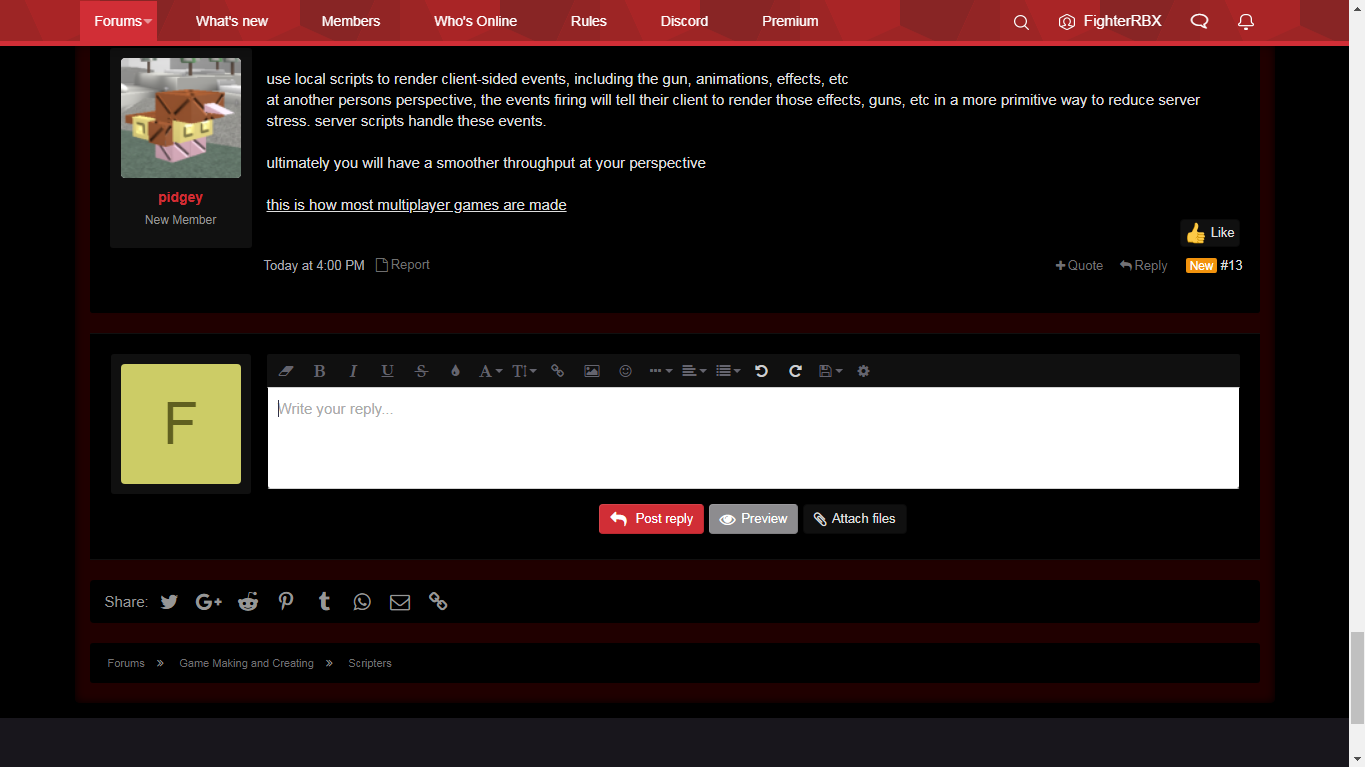 Forums What's new Members Who's Online Rules Discord Premium FighterRBX
use local scripts to render client-sided events, including the gun, animations, effects, etc
at another persons perspective, the events firing will tell their client to render those effects, guns, etc in a more primitive way to reduce server
stress. server scripts handle these events.
ultimately you will have a smoother throughput at your perspective
this is how most multiplayer games are made
pidgey
New Member
Like
Today at 4:00 PM Report +Quote Reply New #13
B I U S A TI
F
Write your reply...
Post reply Preview Attach files
Share: G+
Forums » Game Making and Creating » Scripters